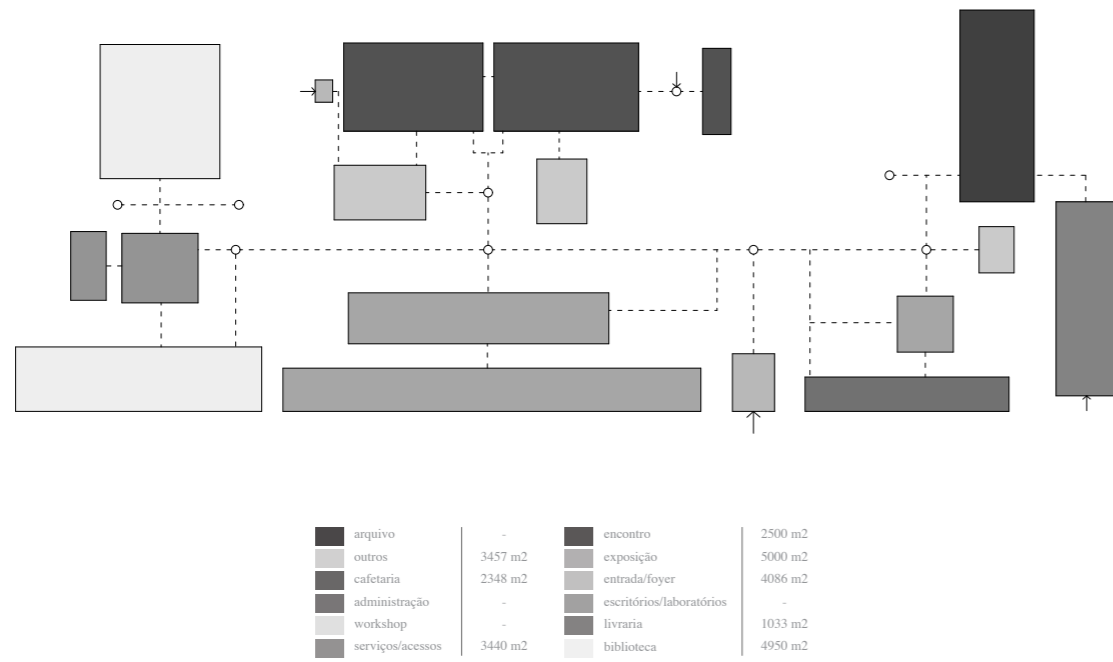 arquivo - encontro 2500 m2
outros 3457 m2 exposição 5000 m2
cafetaria 2348 m2 entrada/foyer 4086 m2
administração - escritórios/laboratórios -
workshop - livraria 1033 m2
serviços/acessos 3440 m2 biblioteca 4950 m2